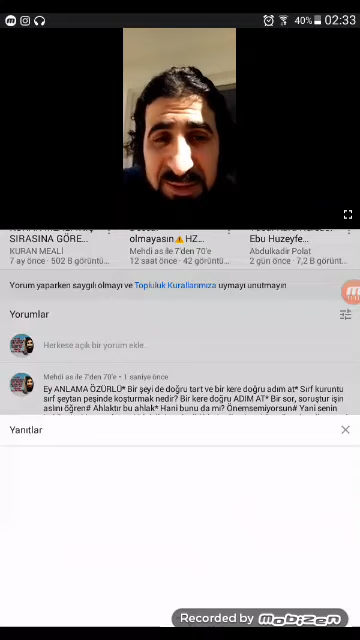 40% 02:33
SIRASINA GÖRE...
KURAN MEALİ
7 ay önce · 502 B görüntül
olmayasın⚠HZ...
Mehdi as ile 7'den 70'e
12 saat önce · 42 görüntü
Ebu Huzeyfe...
Abdulkadir Polat
2 gün önce · 7,2 B görünt
Yorum yaparken saygılı olmayı ve Topluluk Kurallarımıza uymayı unutmayın
Yorumlar
Herkese açık bir yorum ekle...
Mehdi as ile 7'den 70'e • 1 saniye önce
Ey ANLAMA ÖZÜRLÜ* Bir şeyi de doğru tart ve bir kere doğru adım at* Sırf kuruntu
sırf şeytan peşinde koşturmak nedir? Bir kere doğru ADIM AT* Bir sor, soruştur işin
aslını öğren# Ahlaktır bu ahlak* Hani bunu da mı? Önemsemiyorsun# Yani senin
Yanıtlar
Recorded by mobizen